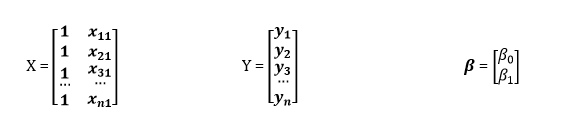 X = [1 x₁₁; 1 x₂₁; 1 x₃₁; ... ...; 1 xₙ₁] Y = [y₁; y₂; y₃; ...; yₙ] β = [β₀; β₁]